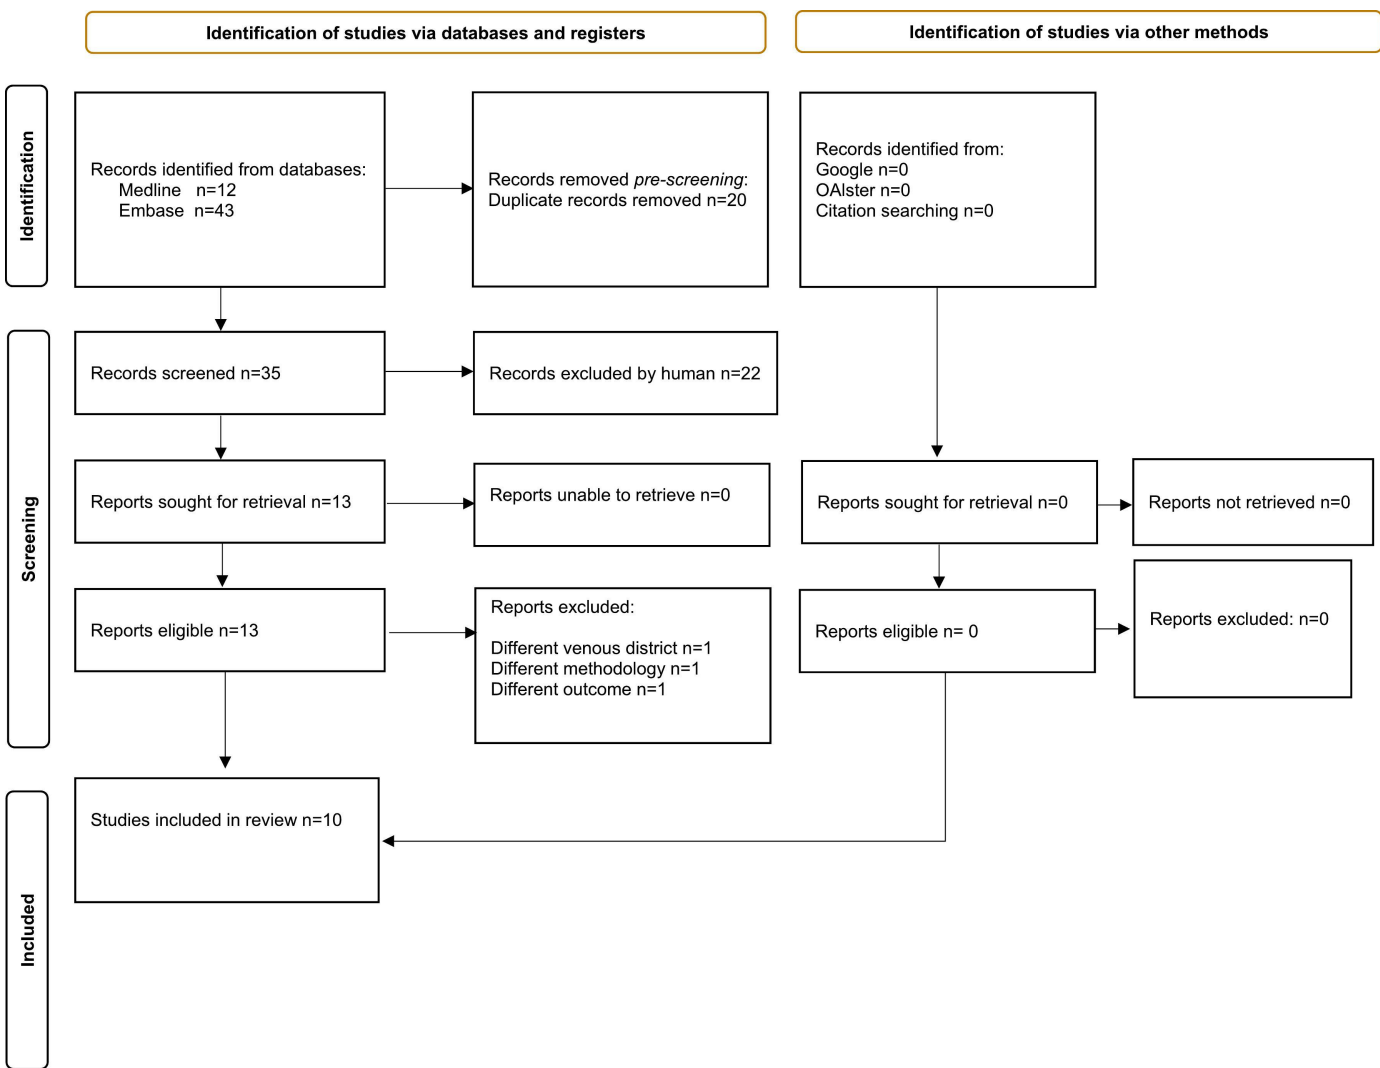 Identification of studies via databases and registers
Identification of studies via other methods
Identification
Records identified from databases:
Medline n=12
Embase n=43
Records removed pre-screening:
Duplicate records removed n=20
Records identified from:
Google n=0
OAIster n=0
Citation searching n=0
Screening
Records screened n=35
Records excluded by human n=22
Reports sought for retrieval n=13
Reports unable to retrieve n=0
Reports sought for retrieval n=0
Reports not retrieved n=0
Reports eligible n=13
Reports excluded:
Different venous district n=1
Different methodology n=1
Different outcome n=1
Reports eligible n= 0
Reports excluded: n=0
Included
Studies included in review n=10